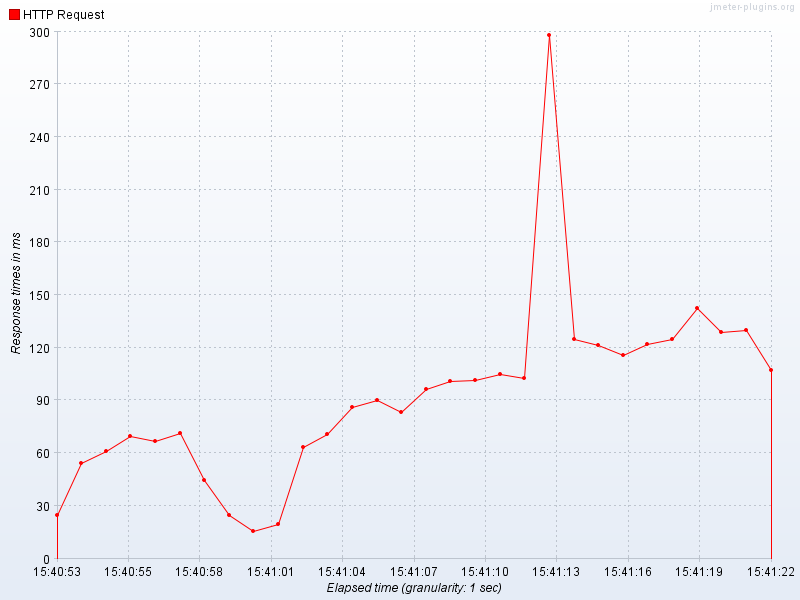 jmeter-plugins.org
HTTP Request
300
270
240
210
180
150
120
90
60
30
0
Response times in ms
15:40:53 15:40:55 15:40:58 15:41:01 15:41:04 15:41:07 15:41:10 15:41:13 15:41:16 15:41:19 15:41:22
Elapsed time (granularity: 1 sec)